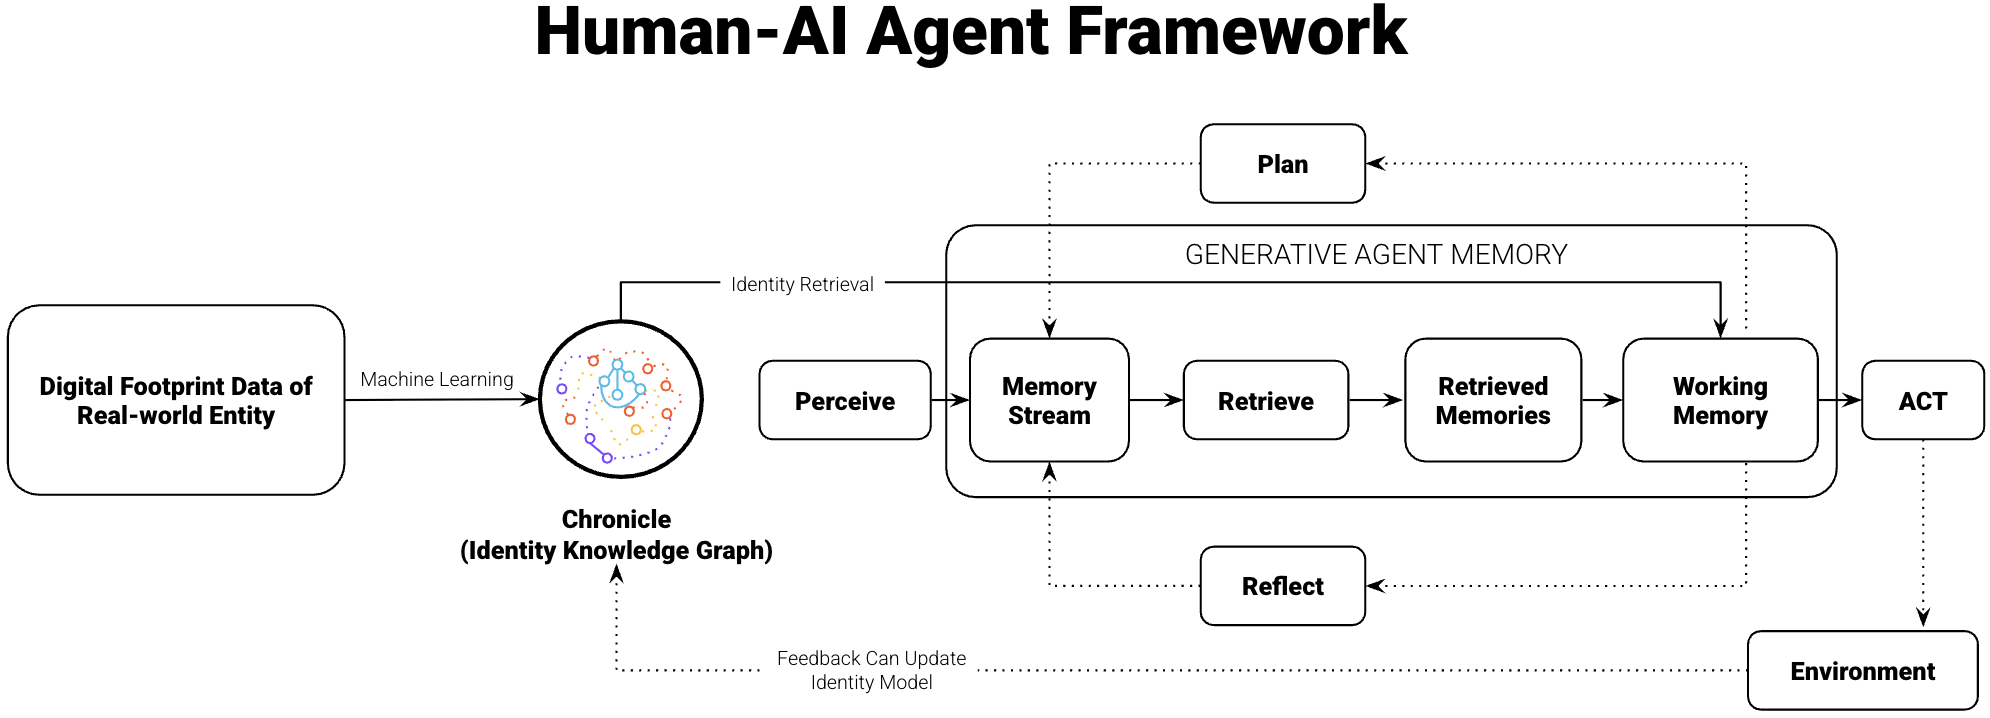 Human-AI Agent Framework
Plan
GENERATIVE AGENT MEMORY
Identity Retrieval
Digital Footprint Data of
Real-world Entity
Machine Learning
Chronicle
(Identity Knowledge Graph)
Perceive
Memory
Stream
Retrieve
Retrieved
Memories
Working
Memory
ACT
Reflect
Feedback Can Update
Identity Model
Environment